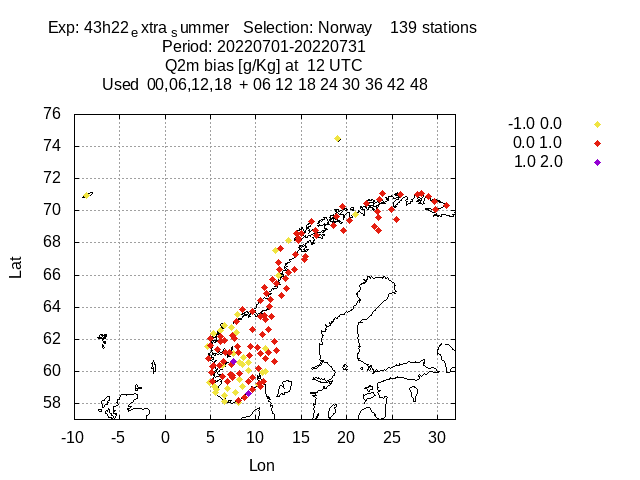 Exp: 43h22extrasummer   Selection: Norway    139 stations
Period: 20220701-20220731
Q2m bias [g/Kg] at  12 UTC
Used  00,06,12,18  + 06 12 18 24 30 36 42 48
-1.0 0.0
0.0 1.0
1.0 2.0
76
74
72
70
68
66
64
62
60
58
Lat
-10 -5 0 5 10 15 20 25 30
Lon